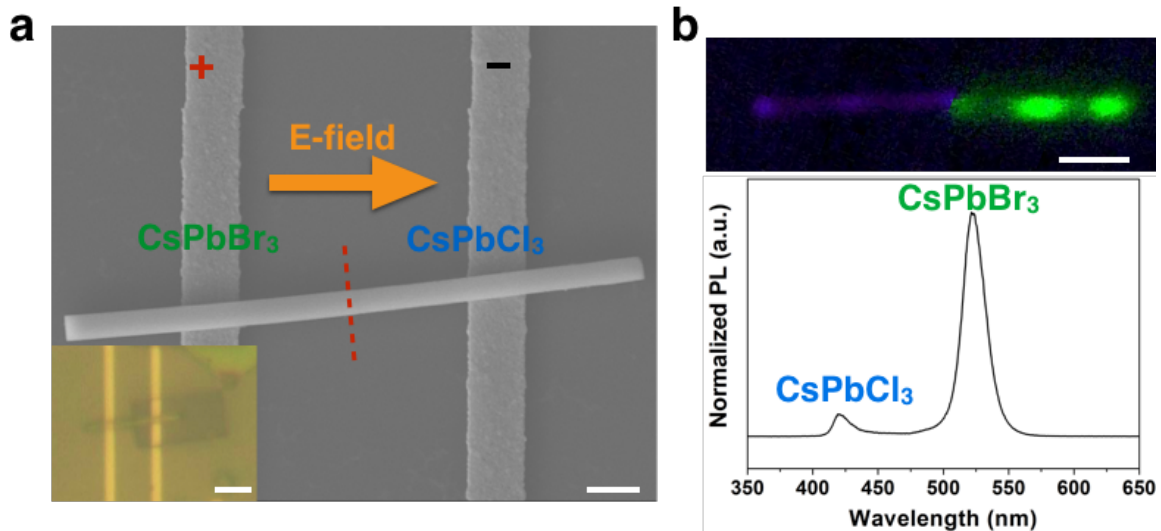 a
+
−
E-field
CsPbBr₃
CsPbCl₃
b
CsPbBr₃
CsPbCl₃
Normalized PL (a.u.)
350 400 450 500 550 600 650
Wavelength (nm)